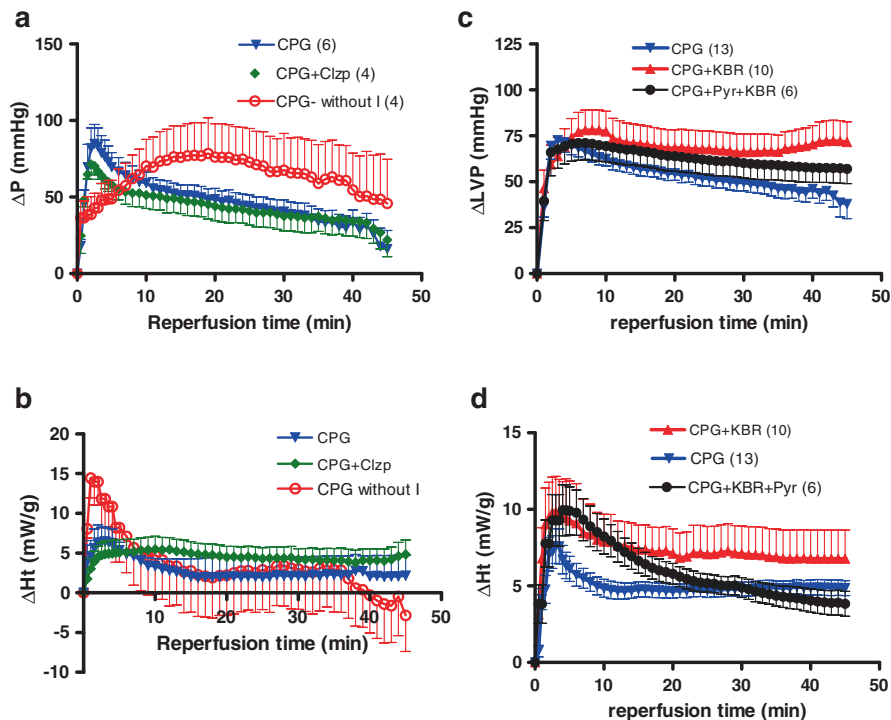 a
150
100
50
0
ΔP (mmHg)
CPG (6)
CPG+Clzp (4)
CPG- without I (4)
0 10 20 30 40 50
Reperfusion time (min)
c
125
100
75
50
25
0
ΔLVP (mmHg)
CPG (13)
CPG+KBR (10)
CPG+Pyr+KBR (6)
0 10 20 30 40 50
reperfusion time (min)
b
20
15
10
5
0
-5
-10
ΔHt (mW/g)
CPG
CPG+Clzp
CPG without I
10 20 30 40 50
Reperfusion time (min)
d
15
10
5
0
ΔHt (mW/g)
CPG+KBR (10)
CPG (13)
CPG+KBR+Pyr (6)
0 10 20 30 40 50
reperfusion time (min)